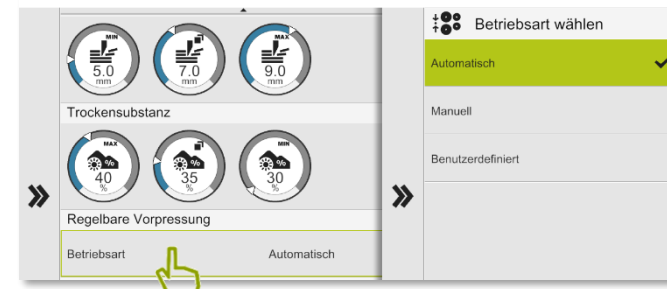 MIN MAX
5.0 7.0 9.0
mm mm mm
Trockensubstanz
MAX MIN
% % %
40 35 30
% % %
Regelbare Vorpressung
Betriebsart Automatisch
Betriebsart wählen
Automatisch
Manuell
Benutzerdefiniert